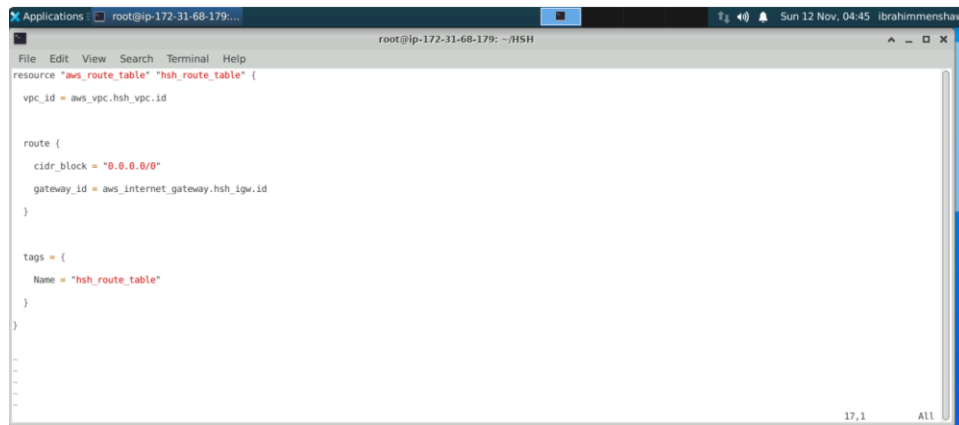 Applications : root@ip-172-31-68-179:... Sun 12 Nov, 04:45 ibrahimmenshaw
root@ip-172-31-68-179: ~/HSH
File Edit View Search Terminal Help
resource "aws_route_table" "hsh_route_table" {
vpc_id = aws_vpc.hsh_vpc.id
route {
cidr_block = "0.0.0.0/0"
gateway_id = aws_internet_gateway.hsh_igw.id
}
tags = {
Name = "hsh_route_table"
}
}
~
~
~
~
~
17,1 All